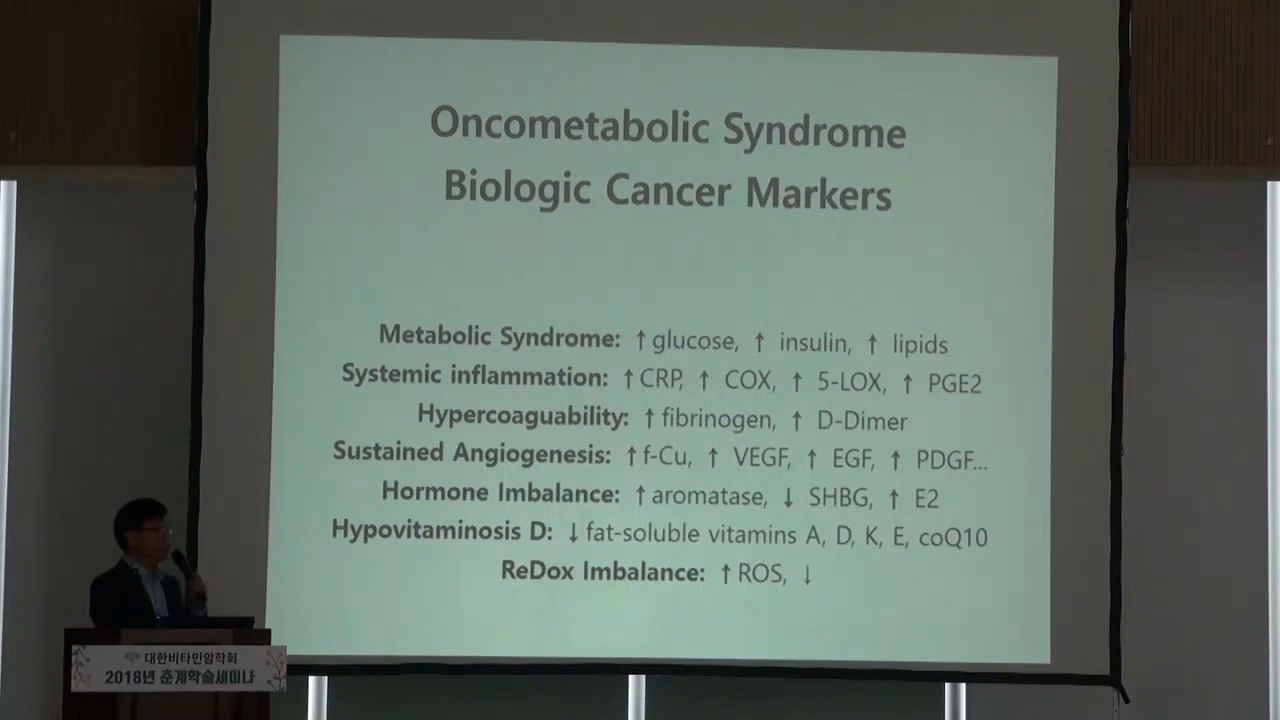 Oncometabolic Syndrome
Biologic Cancer Markers
Metabolic Syndrome: ↑ glucose, ↑ insulin, ↑ lipids
Systemic inflammation: ↑ CRP, ↑ COX, ↑ 5-LOX, ↑ PGE2
Hypercoaguability: ↑ fibrinogen, ↑ D-Dimer
Sustained Angiogenesis: ↑ f-Cu, ↑ VEGF, ↑ EGF, ↑ PDGF...
Hormone Imbalance: ↑ aromatase, ↓ SHBG, ↑ E2
Hypovitaminosis D: ↓ fat-soluble vitamins A, D, K, E, coQ10
ReDox Imbalance: ↑ ROS, ↓
대한비타민암학회
2018년 춘계학술세미나